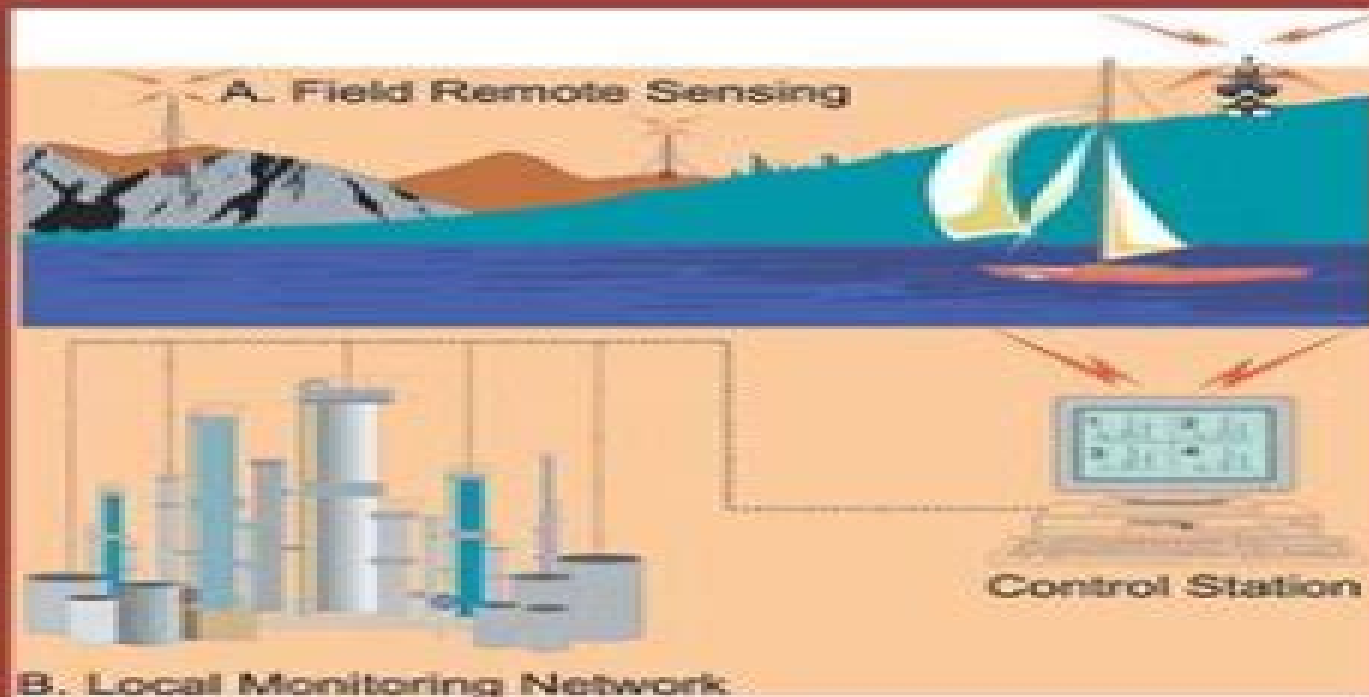 A. Field Remote Sensing
Control Station
B. Local Monitoring Network